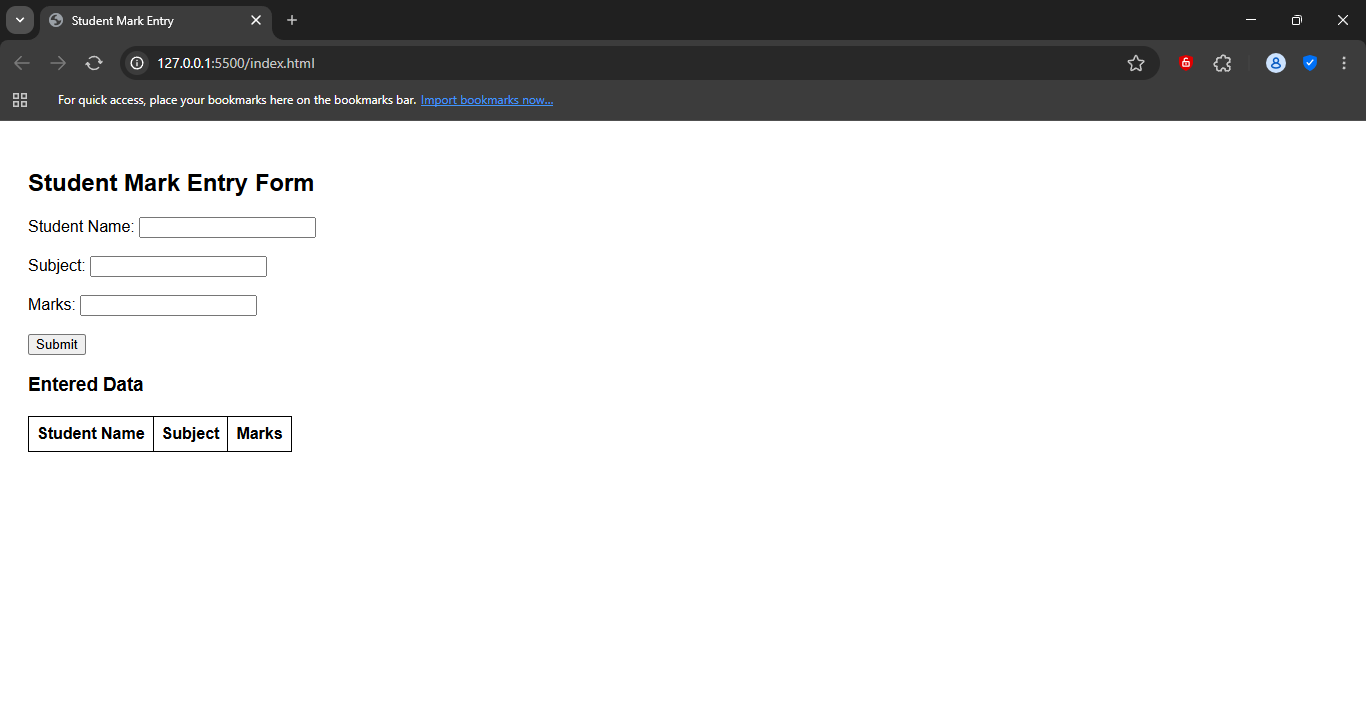 Student Mark Entry
127.0.0.1:5500/index.html
For quick access, place your bookmarks here on the bookmarks bar. Import bookmarks now...
Student Mark Entry Form
Student Name:
Subject:
Marks:
Submit
Entered Data
Student Name Subject Marks